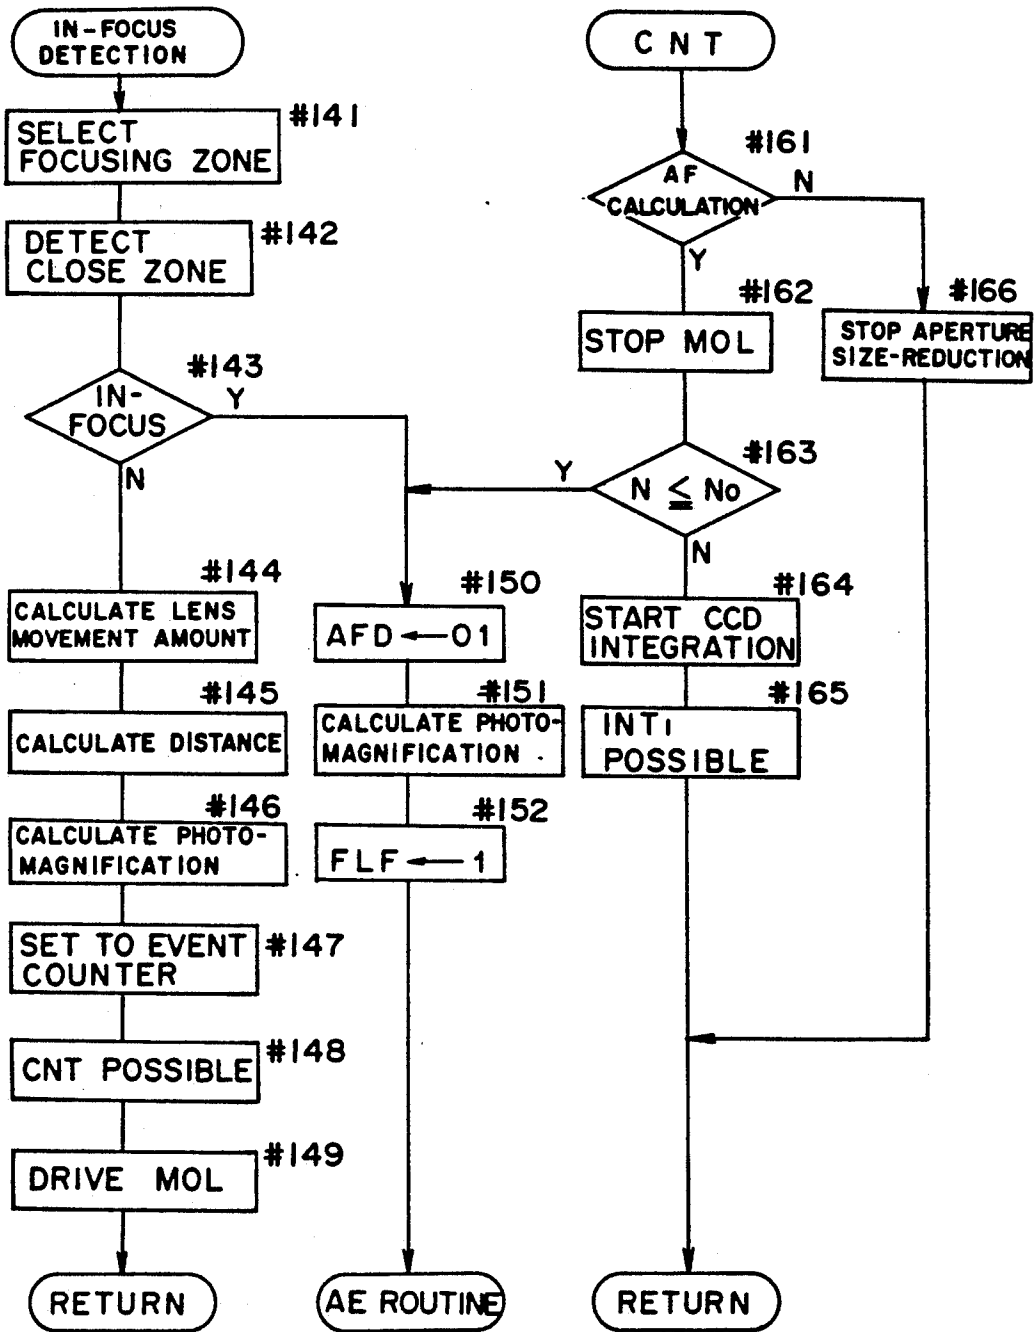 IN-FOCUS
DETECTION
#141
SELECT
FOCUSING ZONE
#142
DETECT
CLOSE ZONE
#143
IN-
FOCUS
Y
N
#144
CALCULATE LENS
MOVEMENT AMOUNT
#145
CALCULATE DISTANCE
#146
CALCULATE PHOTO-
MAGNIFICATION
SET TO EVENT
COUNTER
#147
CNT POSSIBLE
#148
DRIVE MOL
#149
RETURN
#150
AFD ← 01
#151
CALCULATE PHOTO-
MAGNIFICATION
#152
FLF ← 1
AE ROUTINE
CNT
#161
AF
CALCULATION
N
Y
#162
STOP MOL
#166
STOP APERTURE
SIZE-REDUCTION
#163
N ≦ No
Y
N
#164
START CCD
INTEGRATION
#165
INT1
POSSIBLE
RETURN